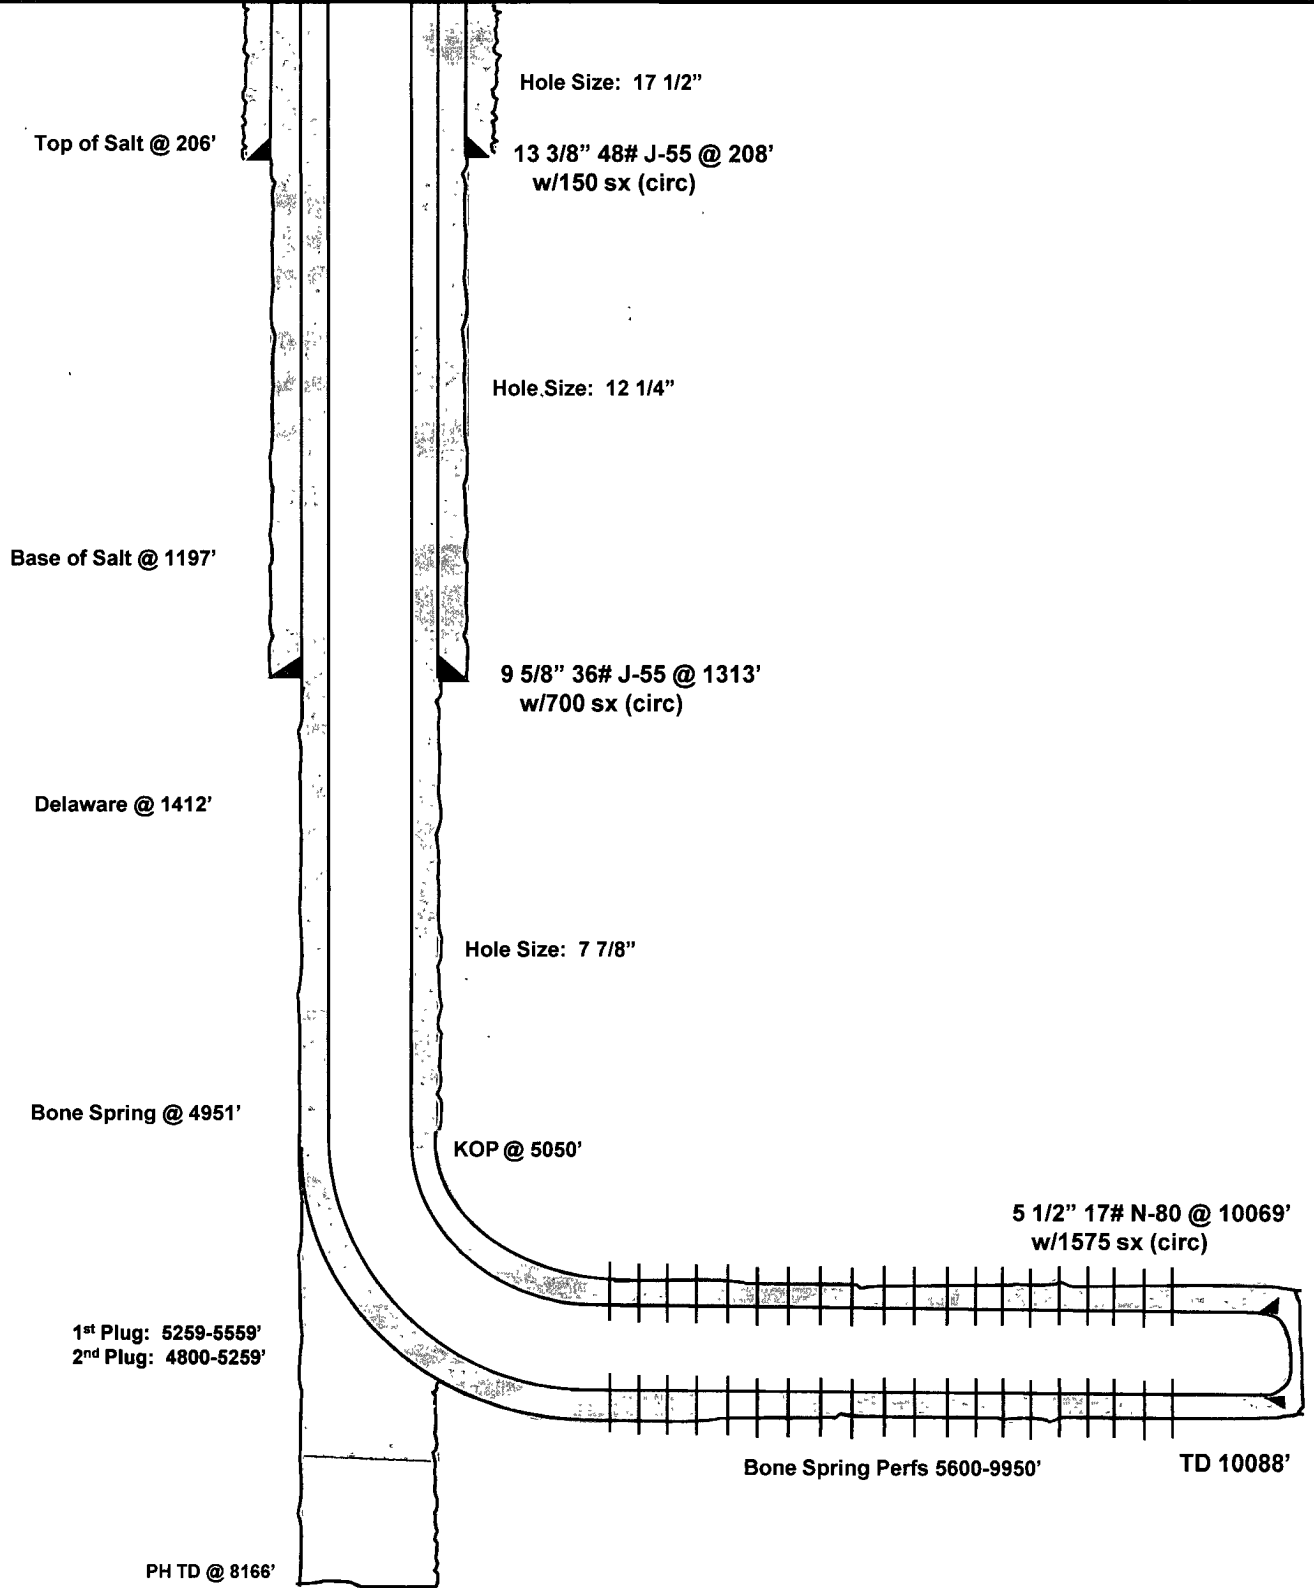 Hole Size: 17 1/2”
Top of Salt @ 206’
13 3/8” 48# J-55 @ 208’
w/150 sx (circ)
Hole Size: 12 1/4”
Base of Salt @ 1197’
9 5/8” 36# J-55 @ 1313’
w/700 sx (circ)
Delaware @ 1412’
Hole Size: 7 7/8”
Bone Spring @ 4951’
KOP @ 5050’
5 1/2” 17# N-80 @ 10069’
w/1575 sx (circ)
1st Plug: 5259-5559’
2nd Plug: 4800-5259’
Bone Spring Perfs 5600-9950’
TD 10088’
PH TD @ 8166’